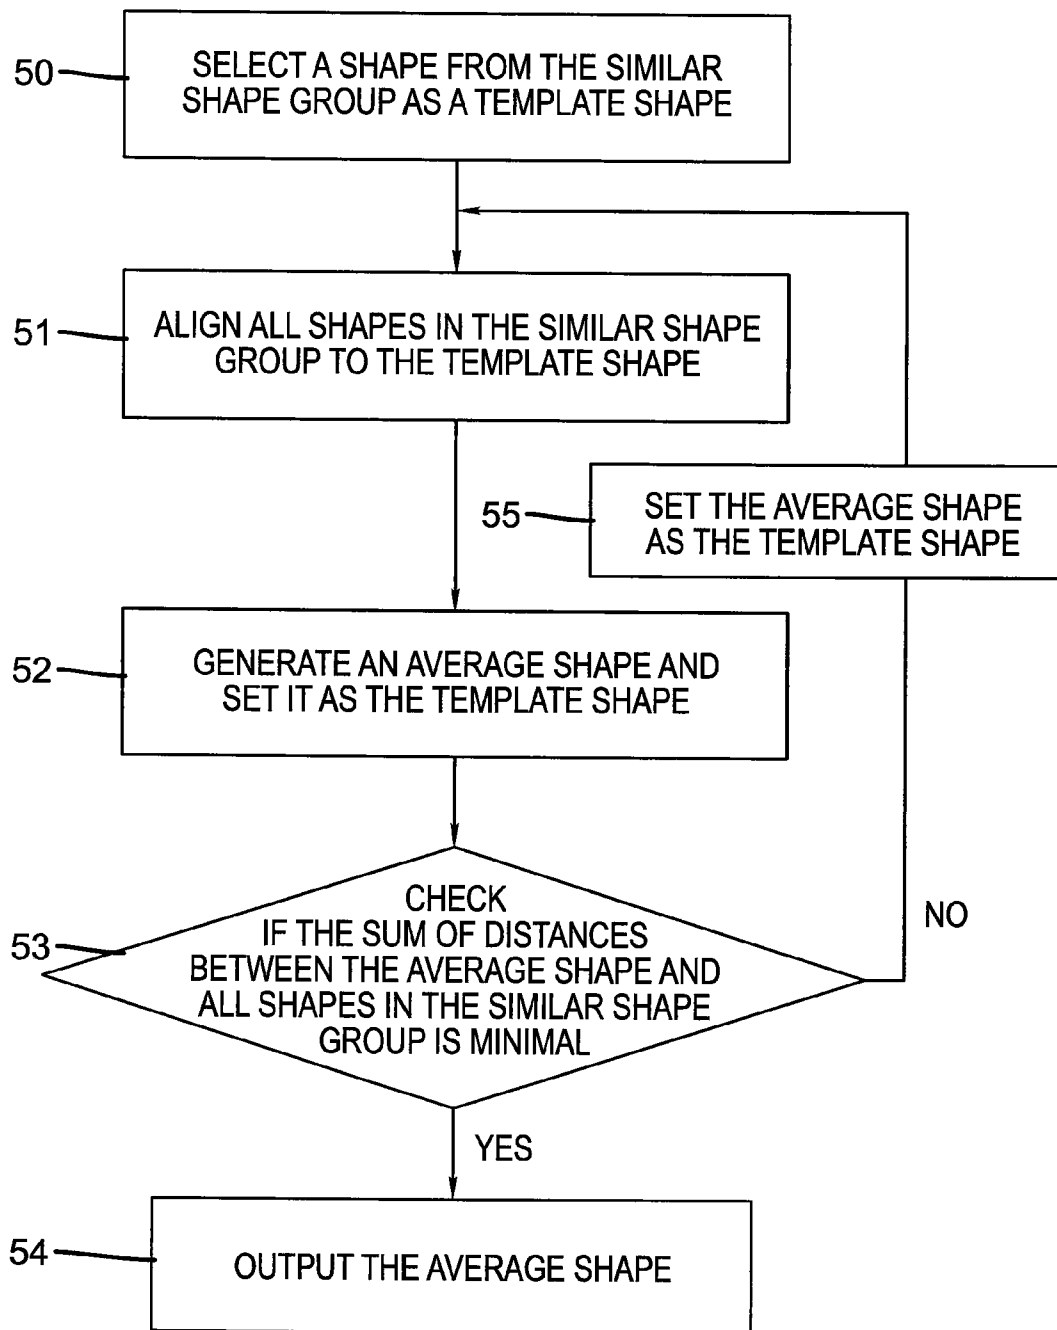 50
SELECT A SHAPE FROM THE SIMILAR
SHAPE GROUP AS A TEMPLATE SHAPE
51
ALIGN ALL SHAPES IN THE SIMILAR SHAPE
GROUP TO THE TEMPLATE SHAPE
55
SET THE AVERAGE SHAPE
AS THE TEMPLATE SHAPE
52
GENERATE AN AVERAGE SHAPE AND
SET IT AS THE TEMPLATE SHAPE
53
CHECK
IF THE SUM OF DISTANCES
BETWEEN THE AVERAGE SHAPE AND
ALL SHAPES IN THE SIMILAR SHAPE
GROUP IS MINIMAL
NO
YES
54
OUTPUT THE AVERAGE SHAPE